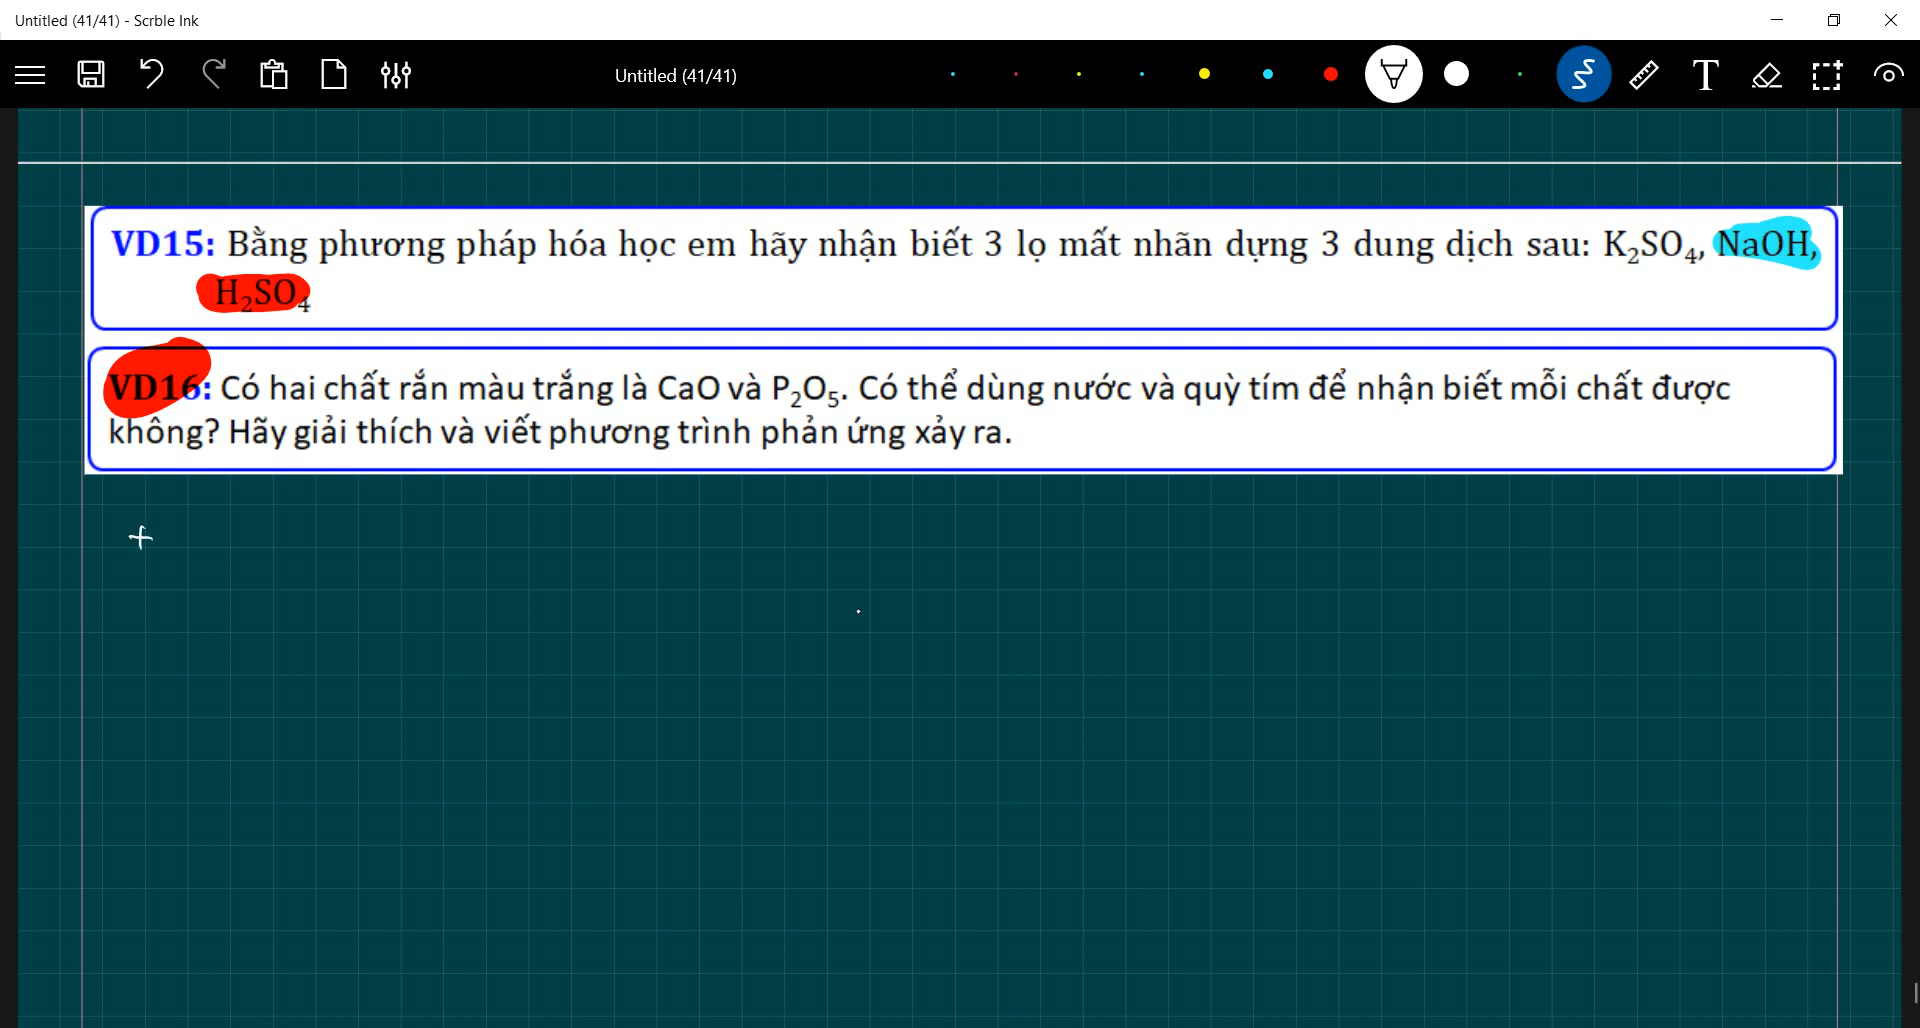 Untitled (41/41) - Scrble Ink
Untitled (41/41)
T
VD15: Bằng phương pháp hóa học em hãy nhận biết 3 lọ mất nhãn dựng 3 dung dịch sau: K₂SO₄, NaOH,
H₂SO₄
VD16: Có hai chất rắn màu trắng là CaO và P₂O₅. Có thể dùng nước và quỳ tím để nhận biết mỗi chất được
không? Hãy giải thích và viết phương trình phản ứng xảy ra.
+